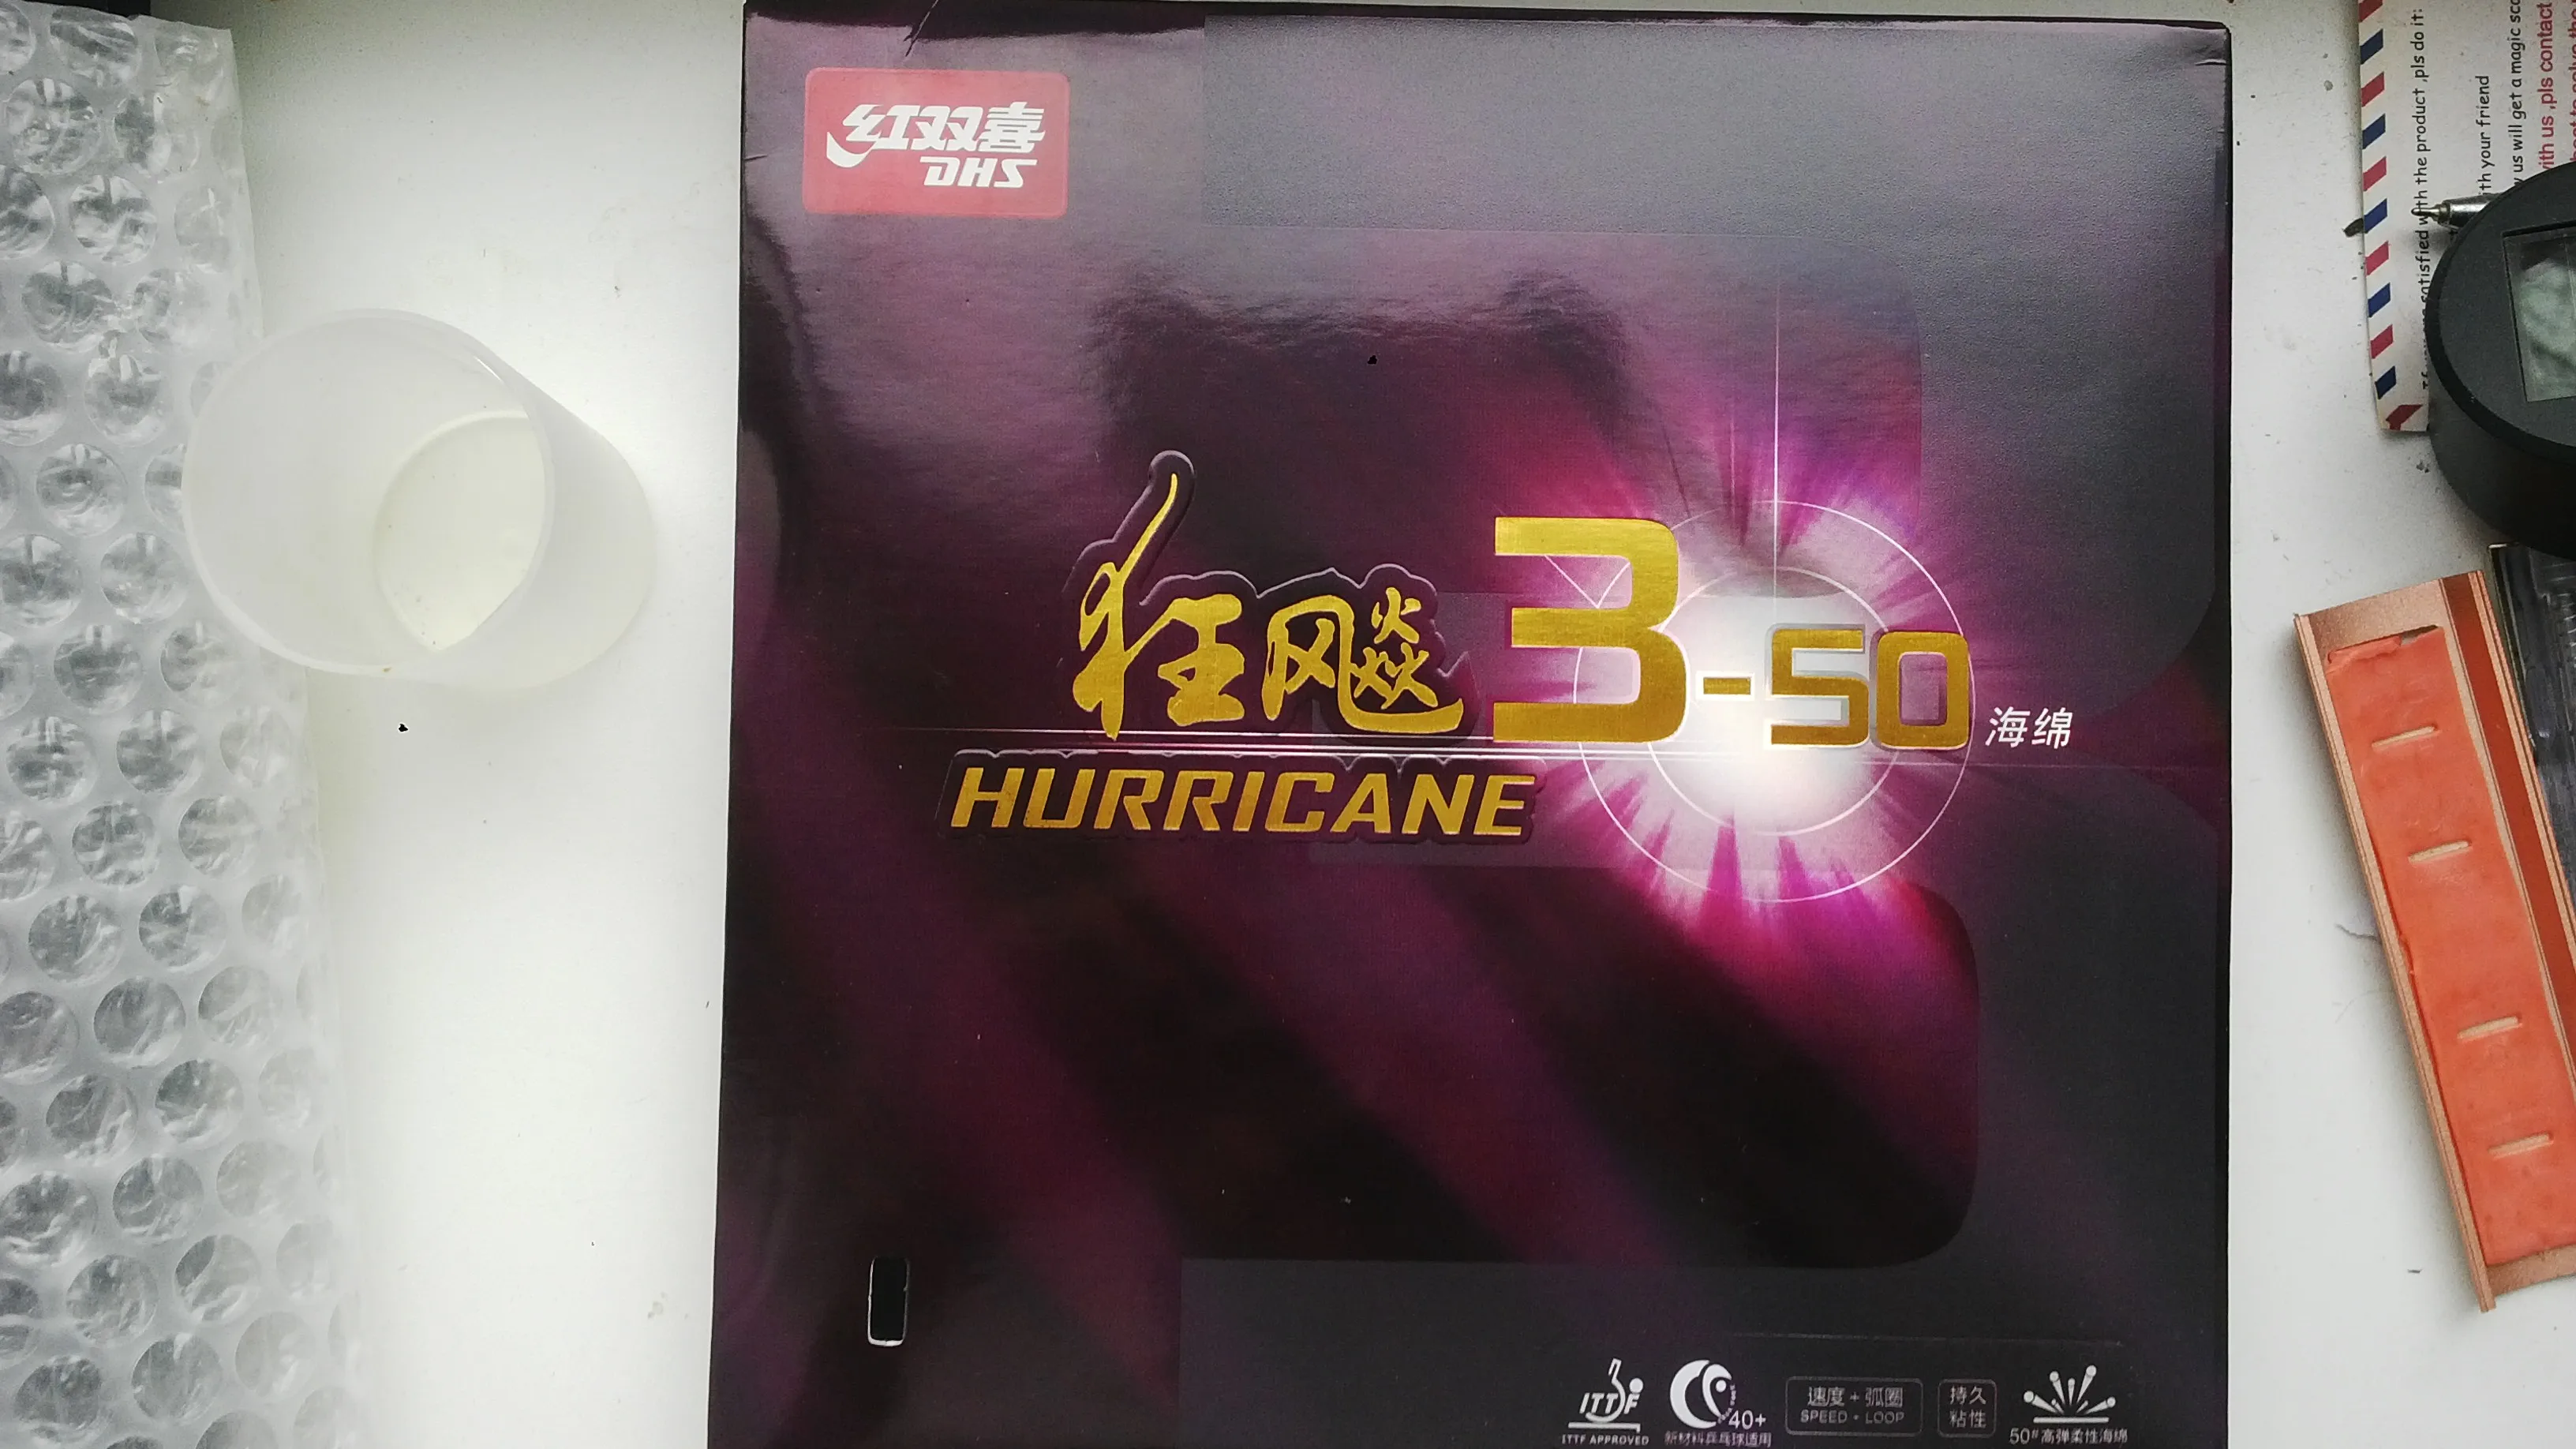 红双喜
DHS
狂飚3-50海绵
HURRICANE
ITTF
ITTF APPROVED
40+
新材料乒乓球适用
速度+弧圈
SPEED·LOOP
持久
粘性
50#高弹柔性海绵
satisfied with the product ,pls do it:
with your friend
us will get a magic
with us ,pls contact